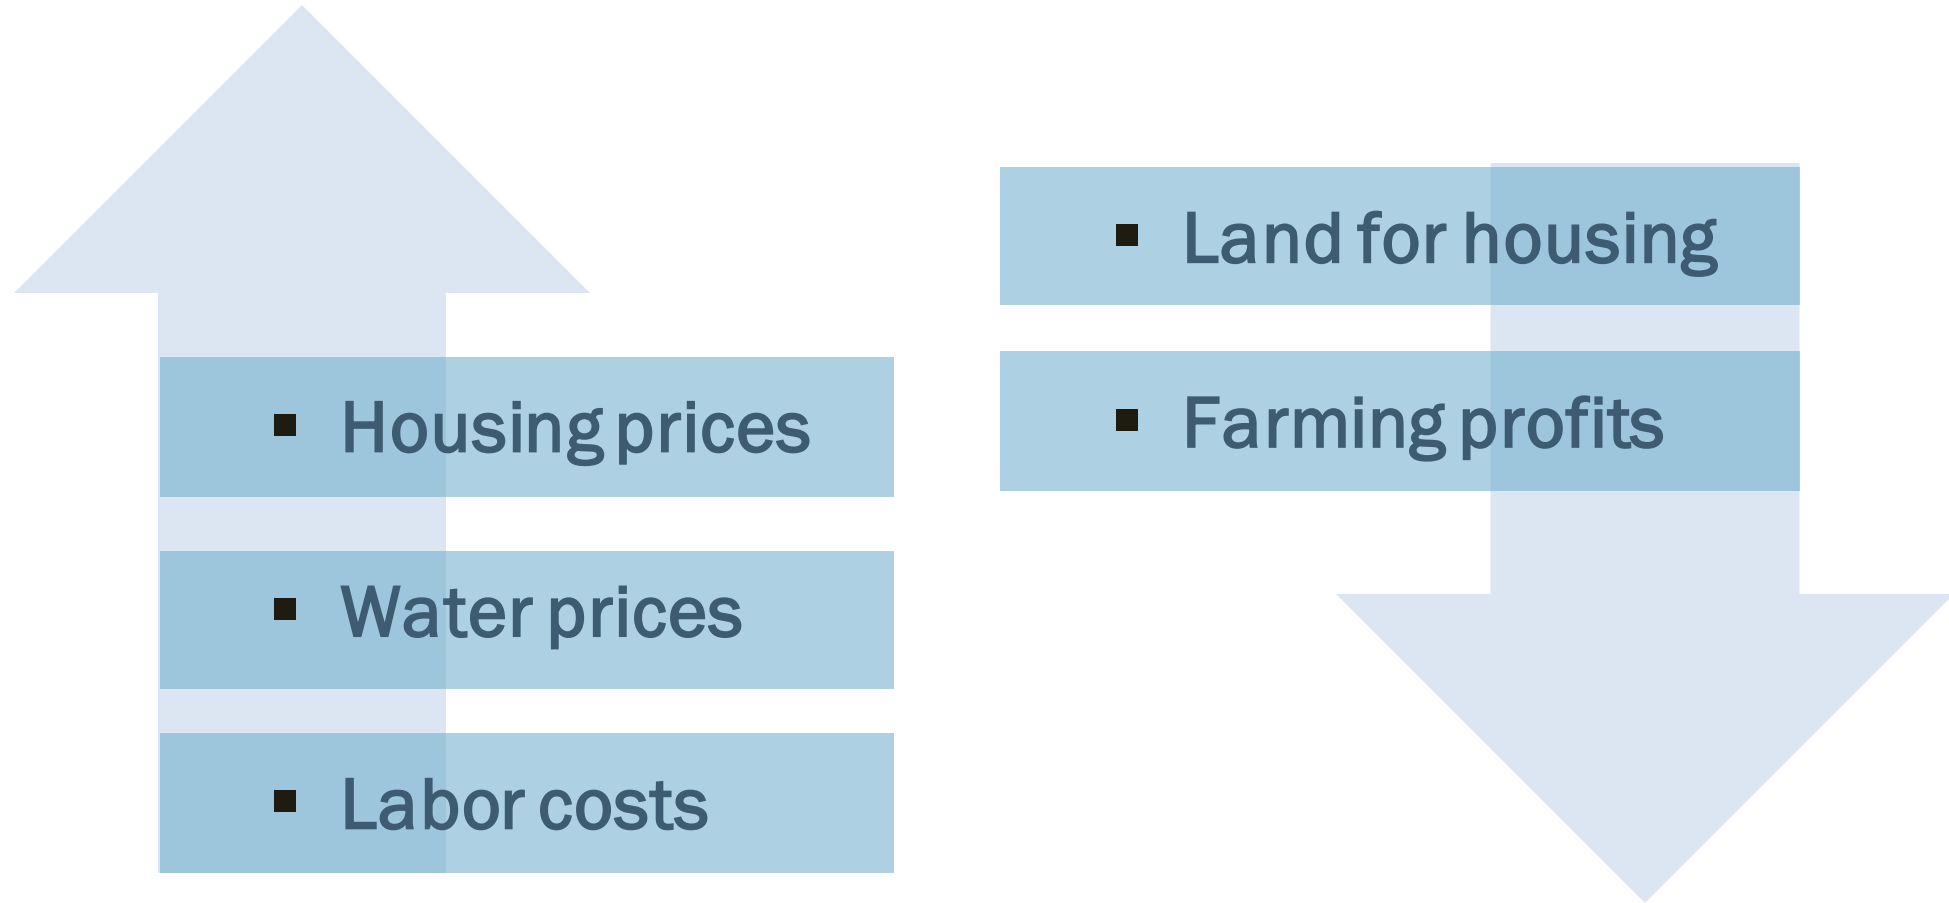 ▪ Housing prices
▪ Water prices
▪ Labor costs
▪ Land for housing
▪ Farming profits